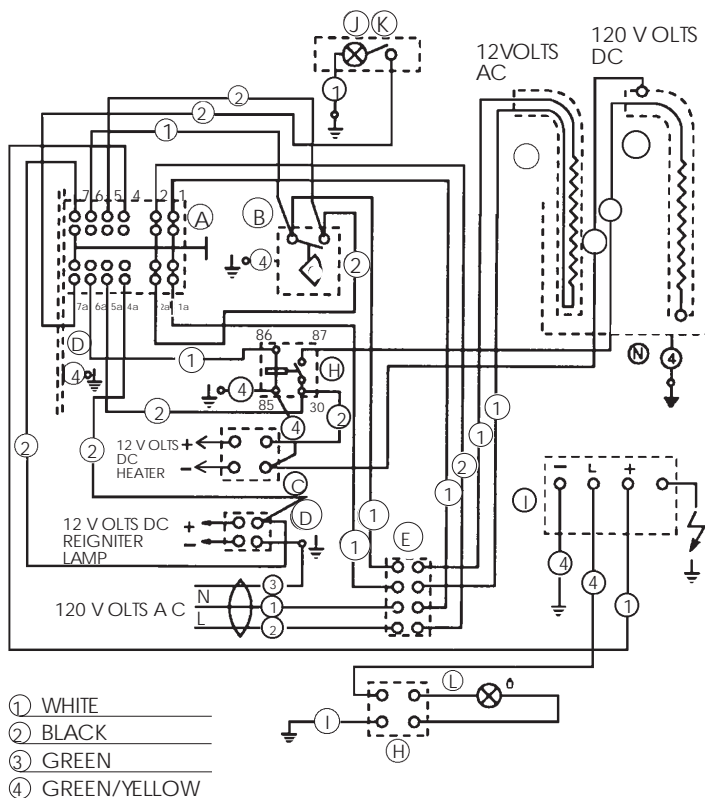 J K
12VOLTS
AC
120 V OLTS
DC
2
2
1
1
7 6 5 4 2 1
A
B
4
C
2
7a 6a 5a 4a 2a 1a
D
4
1
86 87
H
4
85 30
2
4
N 4
2
2
2
12 V OLTS
DC
HEATER
+
−
C
1
1
2
1
− L +
I
12 V OLTS DC
REIGNITER
LAMP
+
−
D
1
1
E
4
4
1
120 V OLTS A C
N
L
3
1
2
L
I
H
1 WHITE
2 BLACK
3 GREEN
4 GREEN/YELLOW